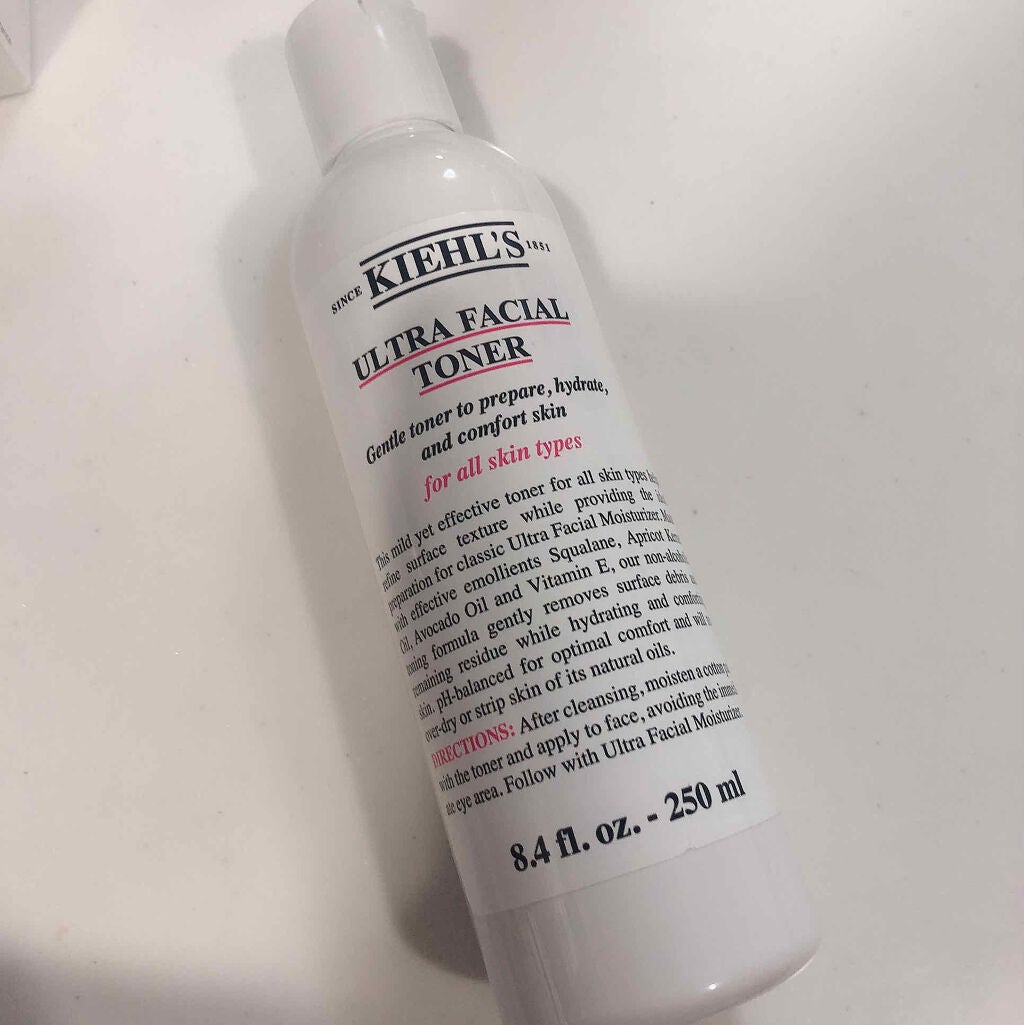 SINCE KIEHL'S 1851
ULTRA FACIAL
TONER
Gentle toner to prepare, hydrate,
and comfort skin
for all skin types
This mild yet effective toner for all skin types
refine surface texture while providing the
preparation for classic Ultra Facial Moisturizer.
with effective emollients Squalane, Apricot
Oil, Avocado Oil and Vitamin E, our
toning formula gently removes surface debris
remaining residue while hydrating and
skin. pH-balanced for optimal comfort and will
over-dry or strip skin of its natural oils.
DIRECTIONS: After cleansing, moisten a cotton
with the toner and apply to face, avoiding the
eye area. Follow with Ultra Facial Moisturizer.
8.4 fl. oz. - 250 ml